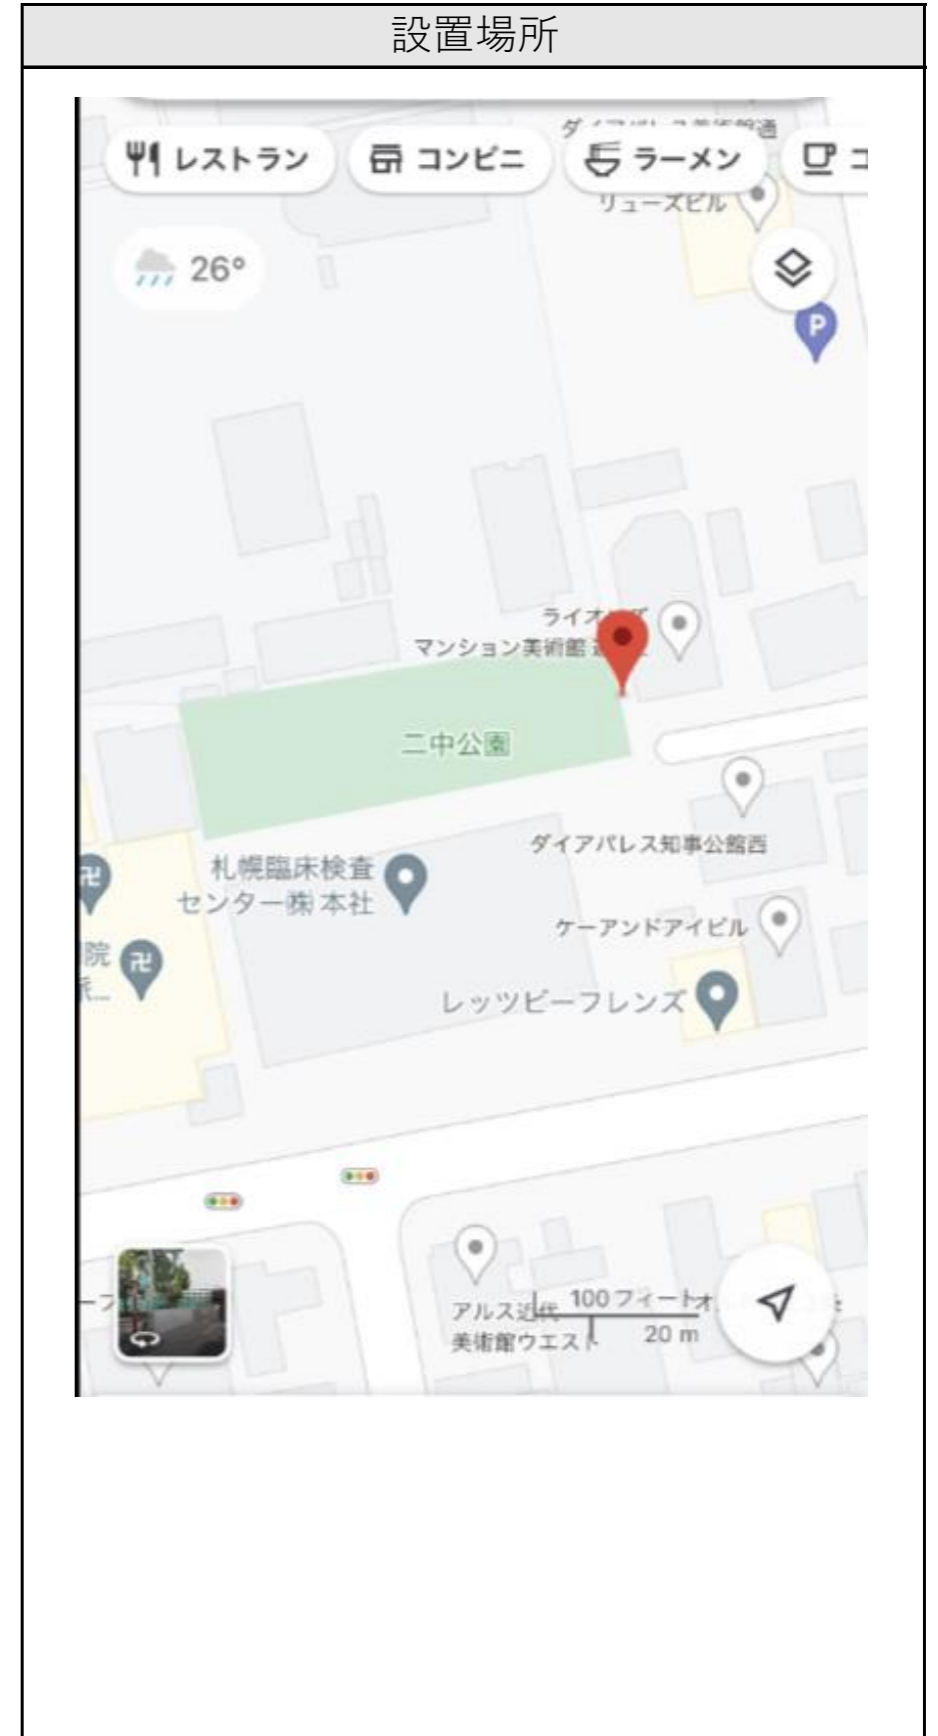 設置場所
レストラン
コンビニ
ラーメン
コ
リューズビル
26°
P
ライオ
マンション美術館
二中公園
ダイアパレス知事公館西
札幌臨床検査
センター㈱本社
ケーアンドアイビル
院
レッツビーフレンズ
アルス近代
美術館ウエスト
100 フィート
20 m